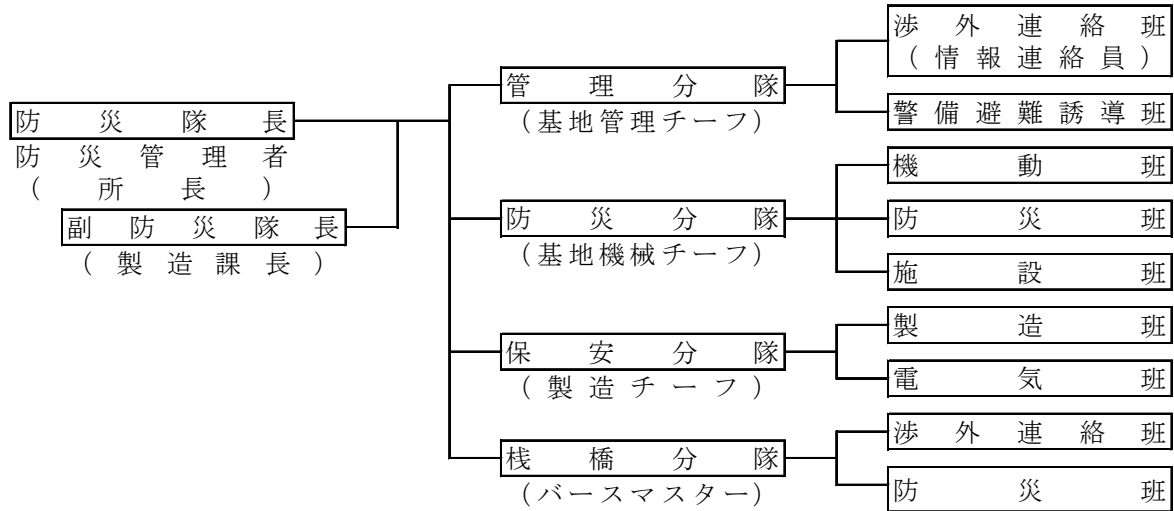 防災隊長
防災管理者
（所長）
副防災隊長
（製造課長）
管理分隊
（基地管理チーフ）
渉外連絡班
（情報連絡員）
警備避難誘導班
防災分隊
（基地機械チーフ）
機動班
防災班
施設班
保安分隊
（製造チーフ）
製造班
電気班
桟橋分隊
（バースマスター）
渉外連絡班
防災班